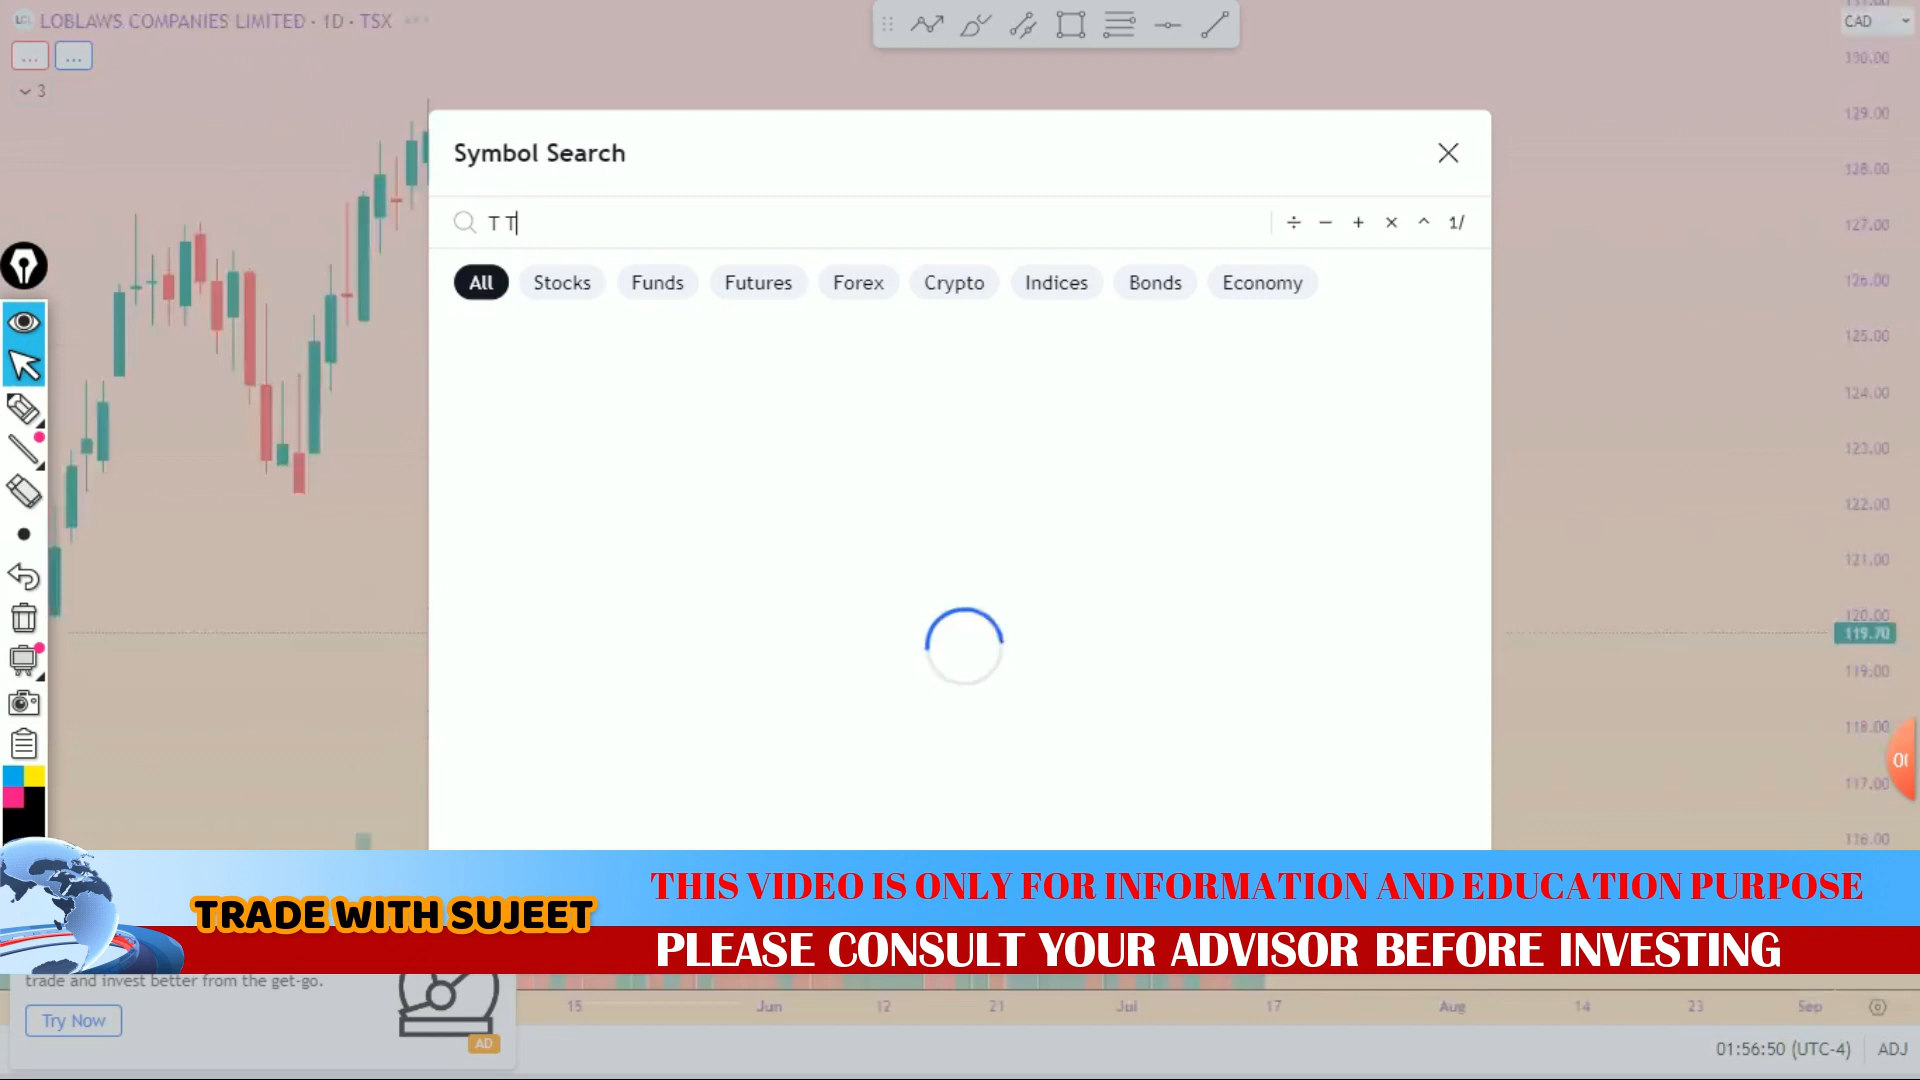 LCL LOBLAWS COMPANIES LIMITED · 1D · TSX
CAD
...
...
3
130.00
129.00
128.00
127.00
126.00
125.00
124.00
123.00
122.00
121.00
120.00
119.70
119.00
118.00
117.00
116.00
Symbol Search
T T
÷ − + × ^ 1/
All Stocks Funds Futures Forex Crypto Indices Bonds Economy
TRADE WITH SUJEET
THIS VIDEO IS ONLY FOR INFORMATION AND EDUCATION PURPOSE
PLEASE CONSULT YOUR ADVISOR BEFORE INVESTING
trade and invest better from the get-go.
Try Now
AD
15 Jun 12 21 Jul 17 Aug 14 23 Sep
01:56:50 (UTC-4) ADJ